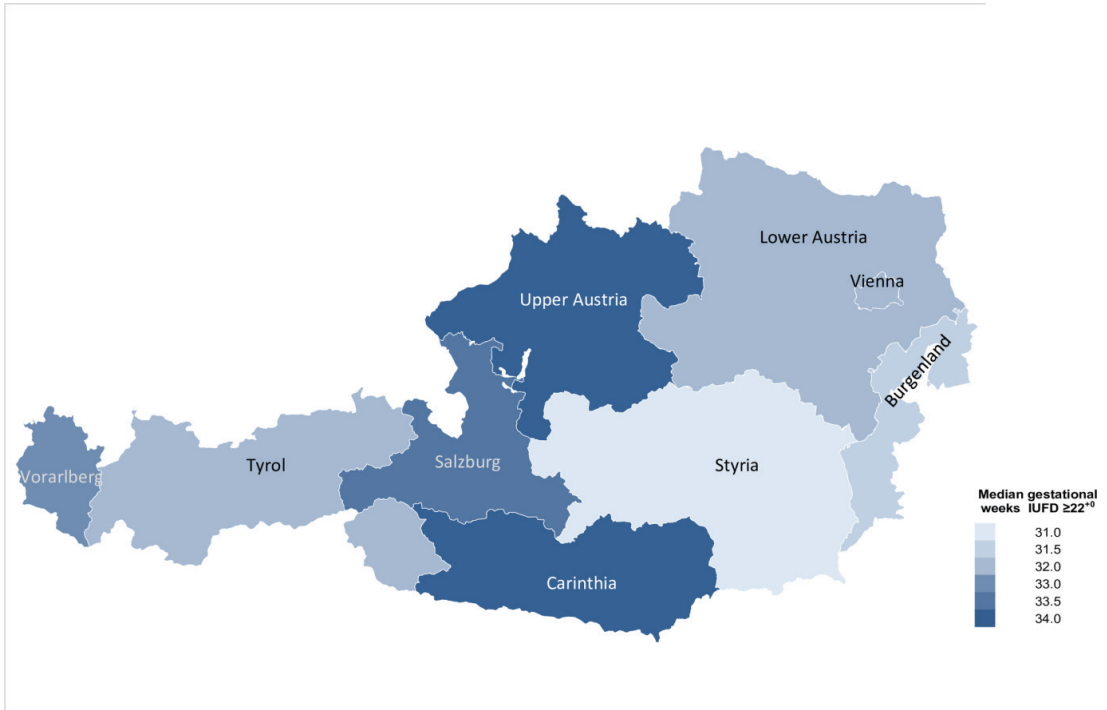 Lower Austria
Vienna
Upper Austria
Burgenland
Vorarlberg
Tyrol
Salzburg
Styria
Carinthia
Median gestational
weeks IUFD ≥22⁺⁰
31.0
31.5
32.0
33.0
33.5
34.0